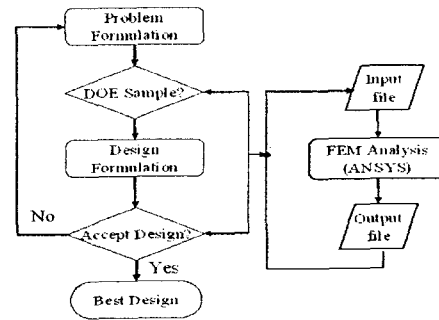 Problem
Formulation
DOE Sample?
Design
Formulation
No
Accept Design?
Yes
Best Design
Input
file
FEM Analysis
(ANSYS)
Output
file